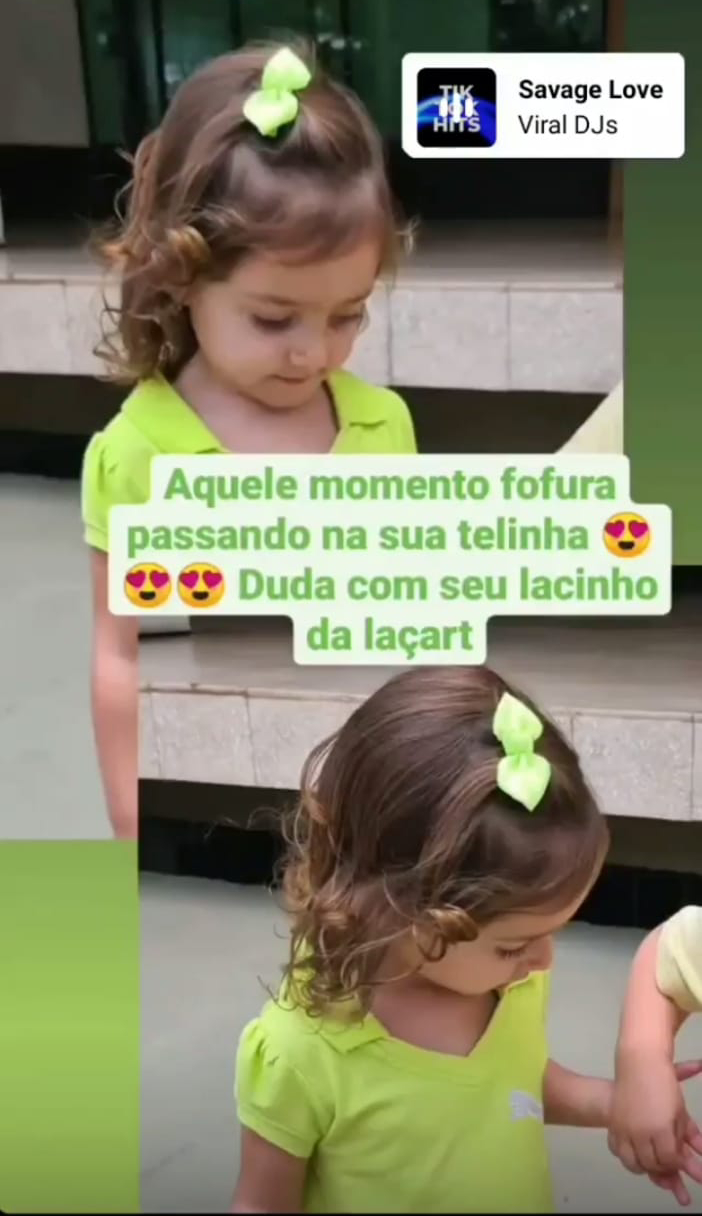 Savage Love
Viral DJs
TIK
HITS
Aquele momento fofura
passando na sua telinha 😍
😍😍 Duda com seu lacinho
da laçart